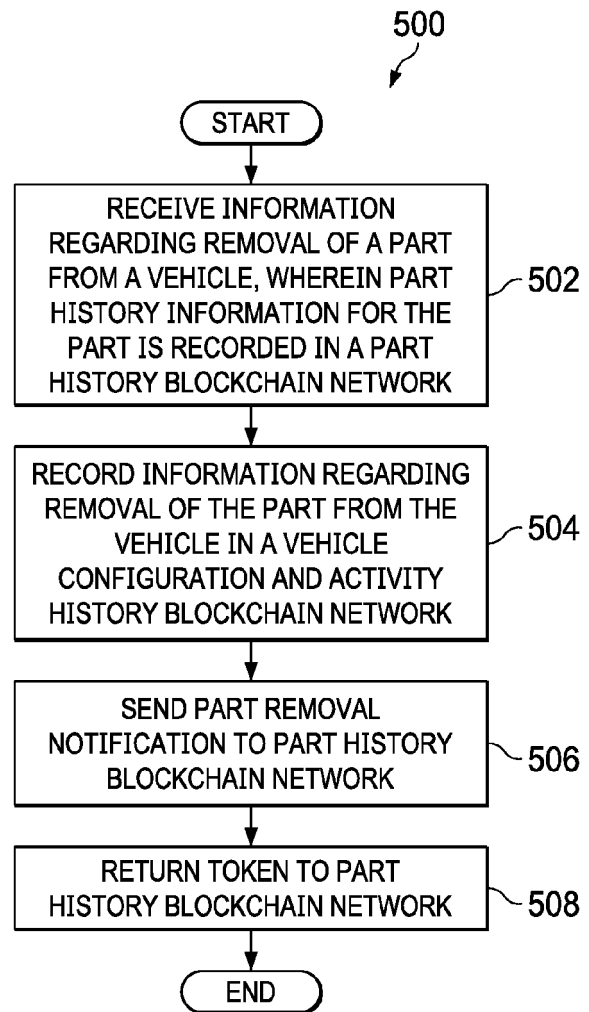 500
START
RECEIVE INFORMATION
REGARDING REMOVAL OF A PART
FROM A VEHICLE, WHEREIN PART
HISTORY INFORMATION FOR THE
PART IS RECORDED IN A PART
HISTORY BLOCKCHAIN NETWORK
502
RECORD INFORMATION REGARDING
REMOVAL OF THE PART FROM THE
VEHICLE IN A VEHICLE
CONFIGURATION AND ACTIVITY
HISTORY BLOCKCHAIN NETWORK
504
SEND PART REMOVAL
NOTIFICATION TO PART HISTORY
BLOCKCHAIN NETWORK
506
RETURN TOKEN TO PART
HISTORY BLOCKCHAIN NETWORK
508
END